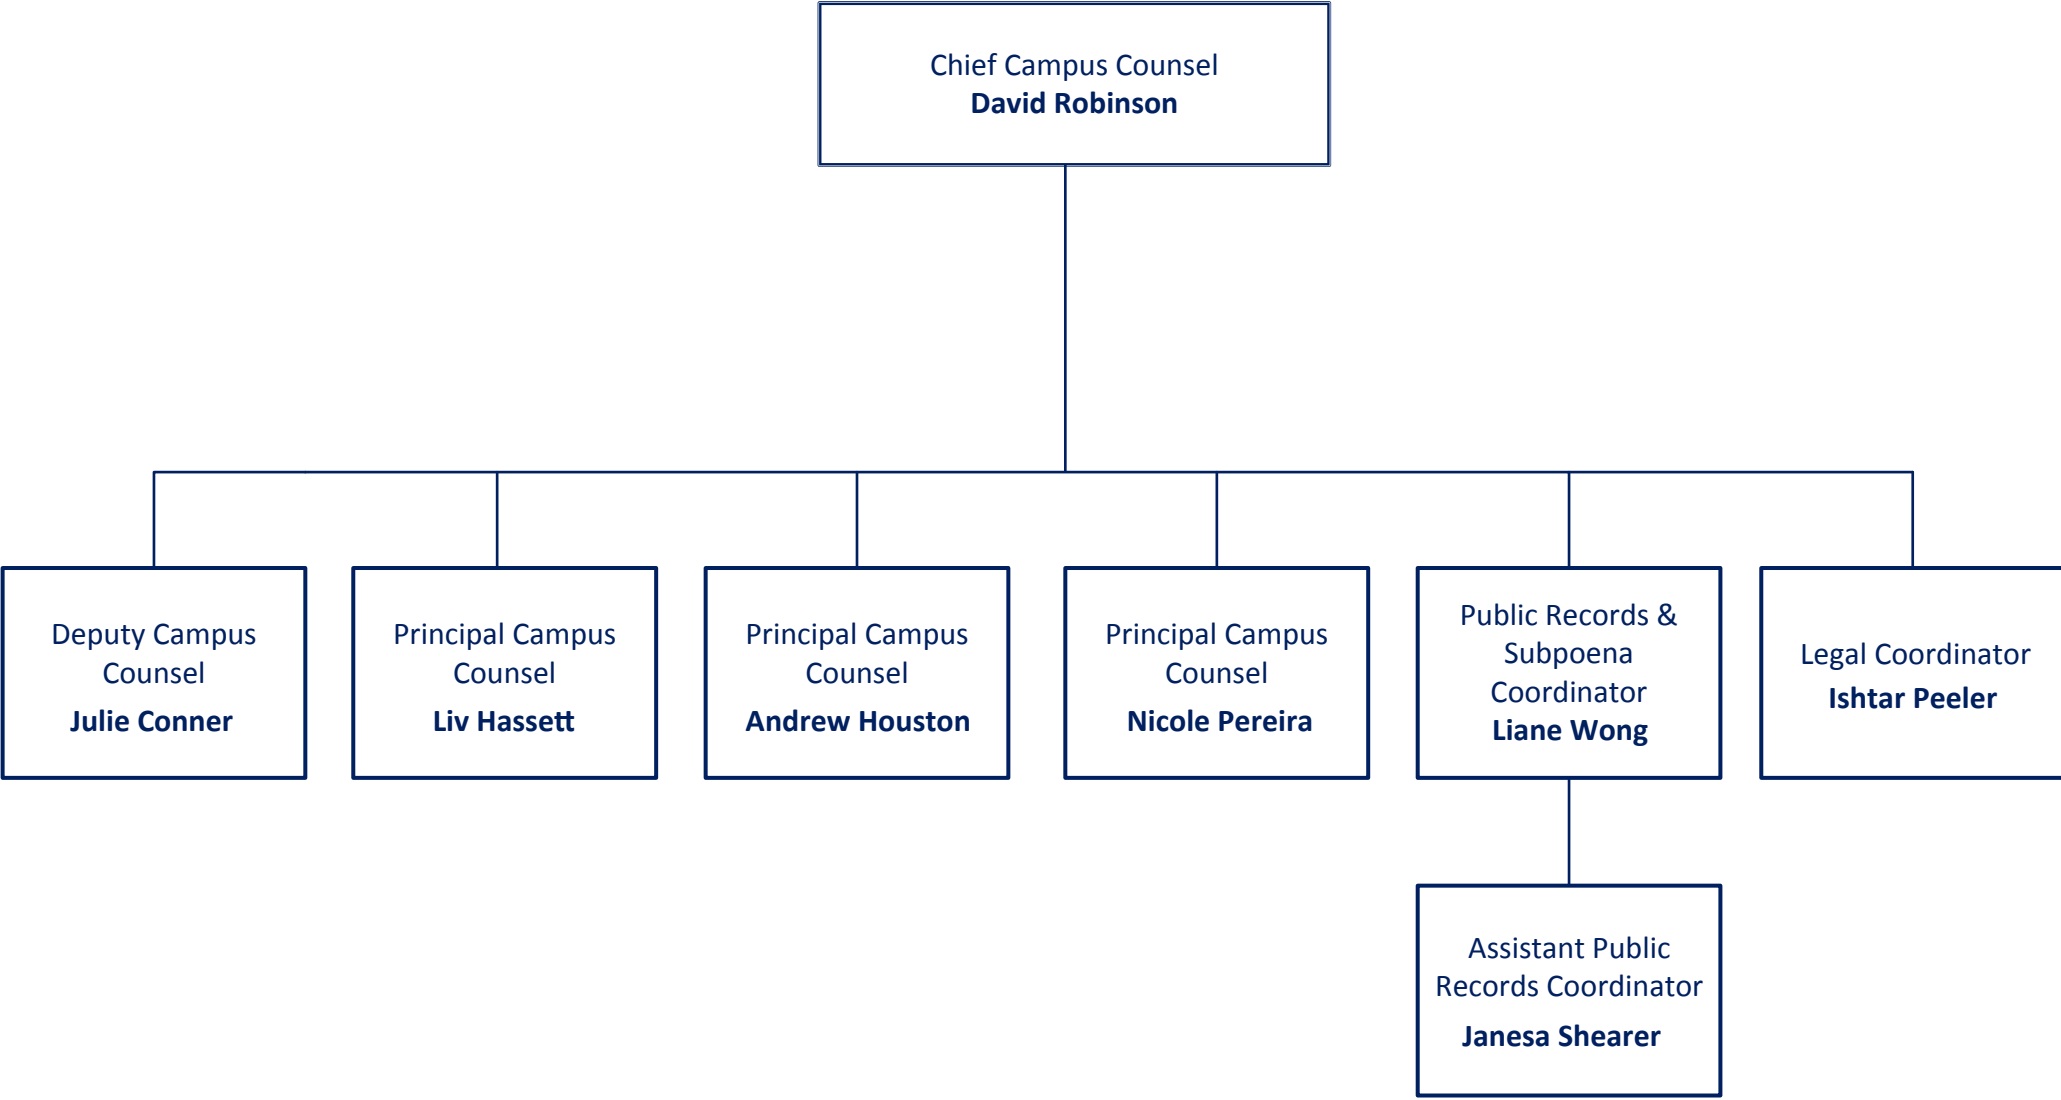 Chief Campus Counsel
David Robinson
Deputy Campus
Counsel
Julie Conner
Principal Campus
Counsel
Liv Hassett
Principal Campus
Counsel
Andrew Houston
Principal Campus
Counsel
Nicole Pereira
Public Records &
Subpoena
Coordinator
Liane Wong
Legal Coordinator
Ishtar Peeler
Assistant Public
Records Coordinator
Janesa Shearer